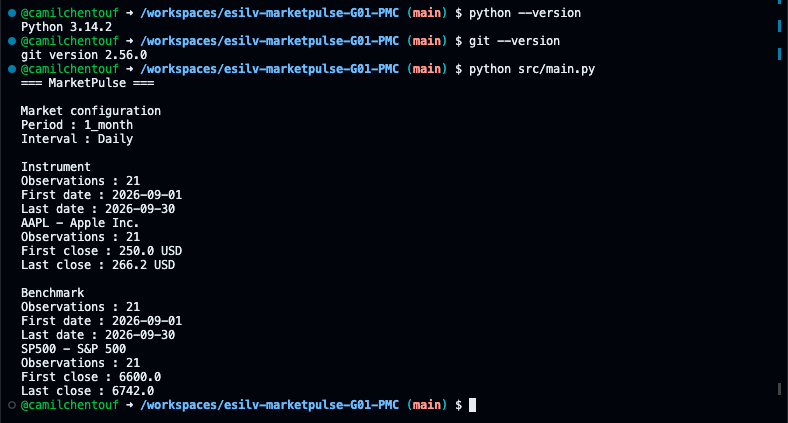 @camilchentouf → /workspaces/esilv-marketpulse-G01-PMC (main) $ python --version
Python 3.14.2
@camilchentouf → /workspaces/esilv-marketpulse-G01-PMC (main) $ git --version
git version 2.56.0
@camilchentouf → /workspaces/esilv-marketpulse-G01-PMC (main) $ python src/main.py
=== MarketPulse ===

Market configuration
Period : 1_month
Interval : Daily

Instrument
Observations : 21
First date : 2026-09-01
Last date : 2026-09-30
AAPL - Apple Inc.
Observations : 21
First close : 250.0 USD
Last close : 266.2 USD

Benchmark
Observations : 21
First date : 2026-09-01
Last date : 2026-09-30
SP500 - S&P 500
Observations : 21
First close : 6600.0
Last close : 6742.0
@camilchentouf → /workspaces/esilv-marketpulse-G01-PMC (main) $